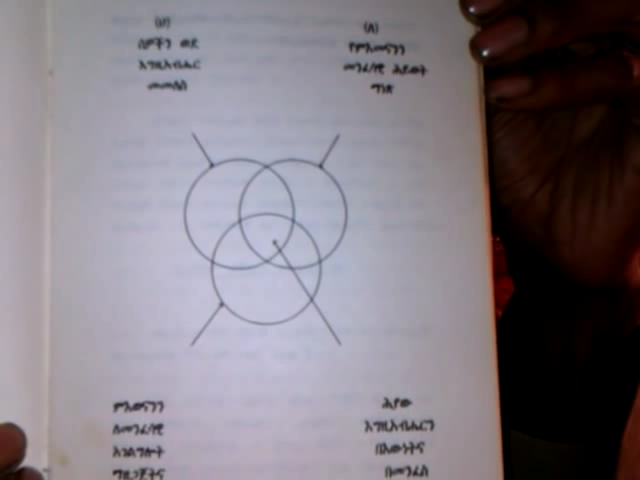 (ሀ)
ሰዎችን ወደ
እግዚአብሔር
መመለስ
(ለ)
የምእመናንን
መንፈሳዊ ሕይወት
ማነጽ
ምእመናንን
ለመንፈሳዊ
አገልግሎት
ማዘጋጀትና
ሕያው
እግዚአብሔርን
በእውነትና
በመንፈስ